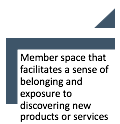 Member space that
facilitates a sense of
belonging and
exposure to
discovering new
products or services